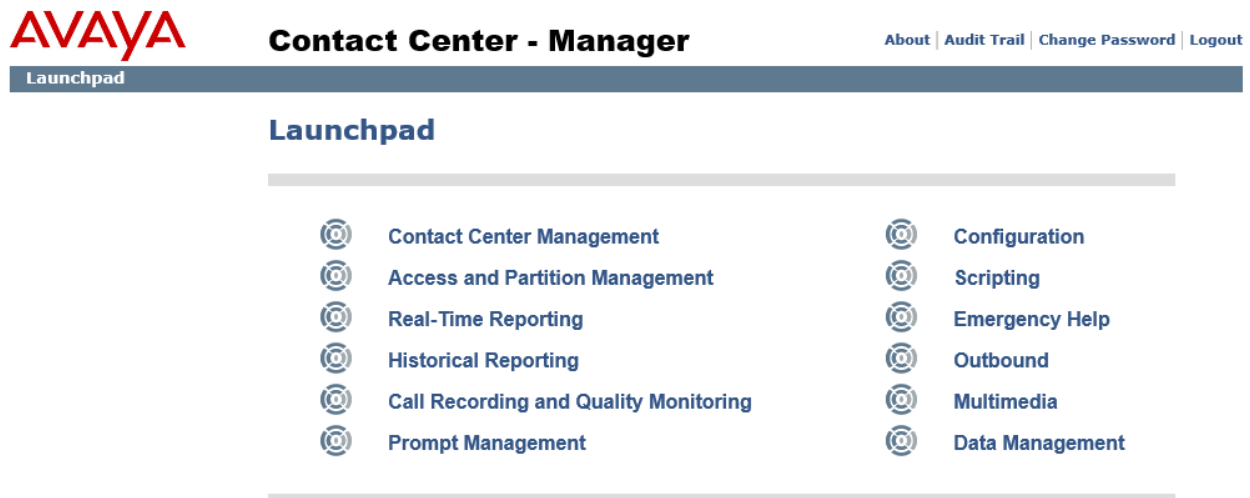 AVAYA
Contact Center - Manager
About | Audit Trail | Change Password | Logout
Launchpad
Launchpad
Contact Center Management
Configuration
Access and Partition Management
Scripting
Real-Time Reporting
Emergency Help
Historical Reporting
Outbound
Call Recording and Quality Monitoring
Multimedia
Prompt Management
Data Management